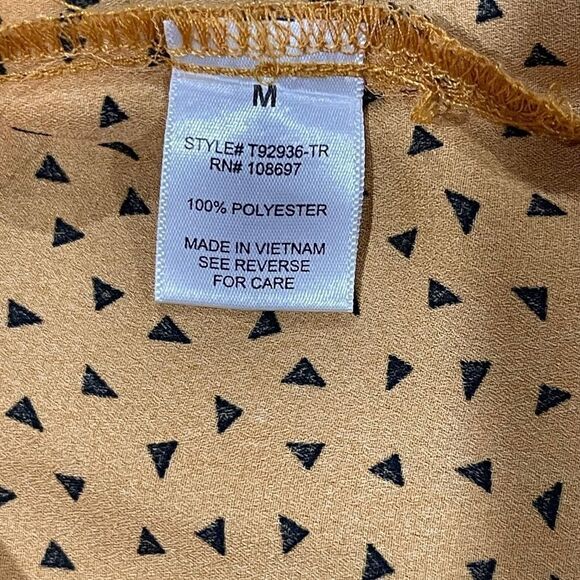 M
STYLE# T92936-TR
RN# 108697
100% POLYESTER
MADE IN VIETNAM
SEE REVERSE
FOR CARE